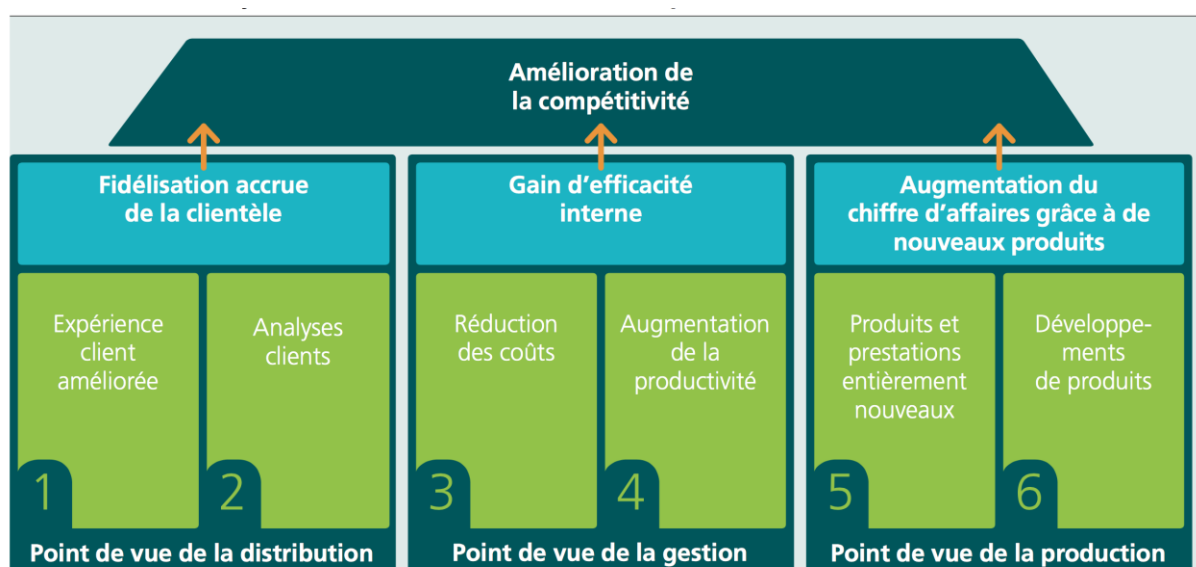 Amélioration de
la compétitivité
Fidélisation accrue
de la clientèle
Gain d'efficacité
interne
Augmentation du
chiffre d'affaires grâce à de
nouveaux produits
Expérience
client
améliorée
Analyses
clients
Réduction
des coûts
Augmentation
de la
productivité
Produits et
prestations
entièrement
nouveaux
Développe-
ments
de produits
1
2
3
4
5
6
Point de vue de la distribution
Point de vue de la gestion
Point de vue de la production